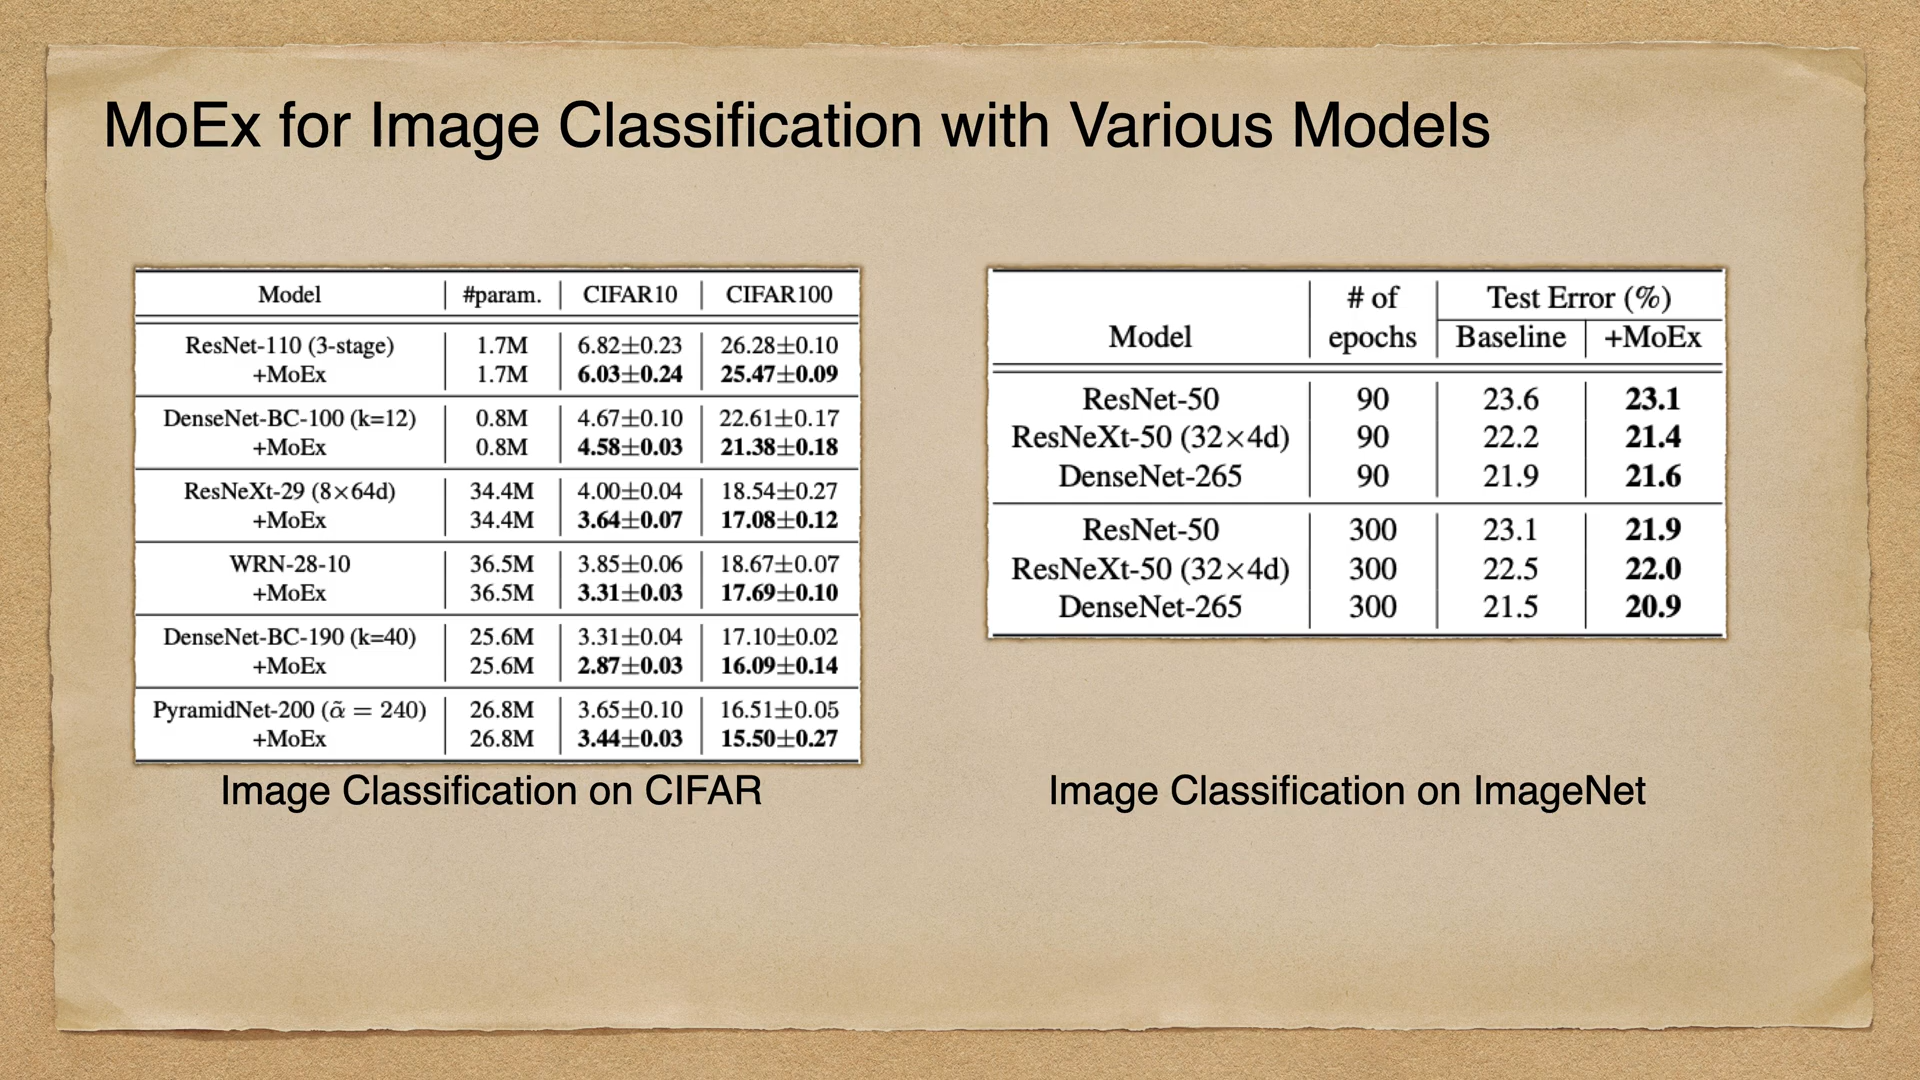 MoEx for Image Classification with Various Models
Model #param. CIFAR10 CIFAR100
ResNet-110 (3-stage) 1.7M 6.82±0.23 26.28±0.10
+MoEx 1.7M 6.03±0.24 25.47±0.09
DenseNet-BC-100 (k=12) 0.8M 4.67±0.10 22.61±0.17
+MoEx 0.8M 4.58±0.03 21.38±0.18
ResNeXt-29 (8×64d) 34.4M 4.00±0.04 18.54±0.27
+MoEx 34.4M 3.64±0.07 17.08±0.12
WRN-28-10 36.5M 3.85±0.06 18.67±0.07
+MoEx 36.5M 3.31±0.03 17.69±0.10
DenseNet-BC-190 (k=40) 25.6M 3.31±0.04 17.10±0.02
+MoEx 25.6M 2.87±0.03 16.09±0.14
PyramidNet-200 (α̃ = 240) 26.8M 3.65±0.10 16.51±0.05
+MoEx 26.8M 3.44±0.03 15.50±0.27
Image Classification on CIFAR
# of Test Error (%)
Model epochs Baseline +MoEx
ResNet-50 90 23.6 23.1
ResNeXt-50 (32×4d) 90 22.2 21.4
DenseNet-265 90 21.9 21.6
ResNet-50 300 23.1 21.9
ResNeXt-50 (32×4d) 300 22.5 22.0
DenseNet-265 300 21.5 20.9
Image Classification on ImageNet